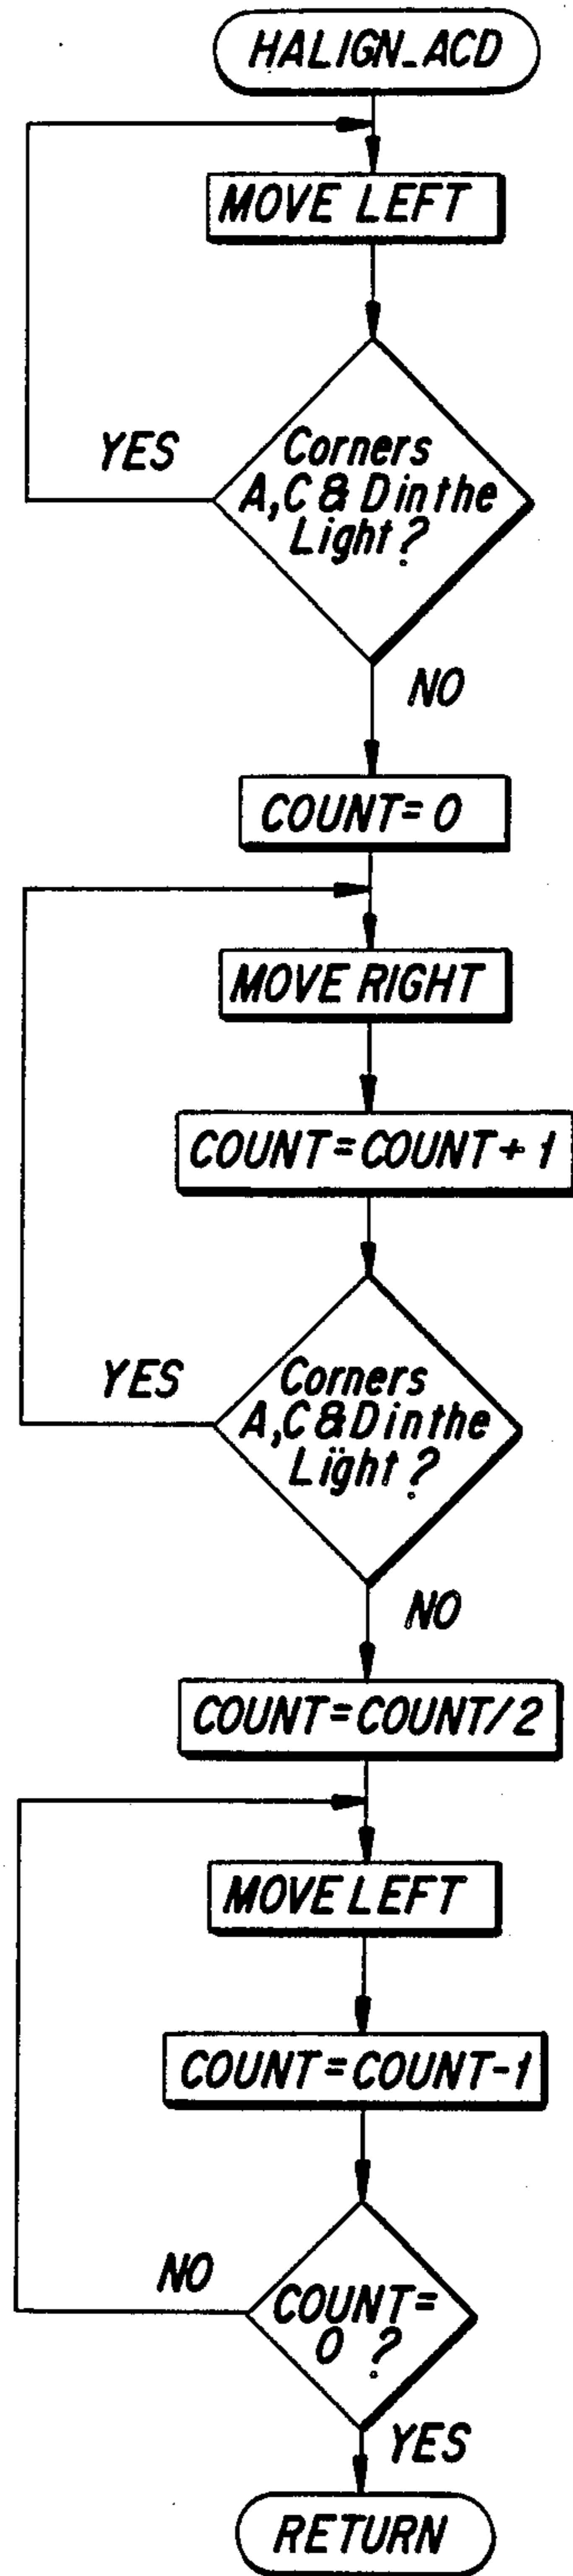 HALIGN_ACD
MOVE LEFT
YES
Corners
A, C & D in the
Light ?
NO
COUNT = 0
MOVE RIGHT
COUNT = COUNT + 1
YES
Corners
A, C & D in the
Light ?
NO
COUNT = COUNT / 2
MOVE LEFT
COUNT = COUNT - 1
NO
COUNT =
0 ?
YES
RETURN